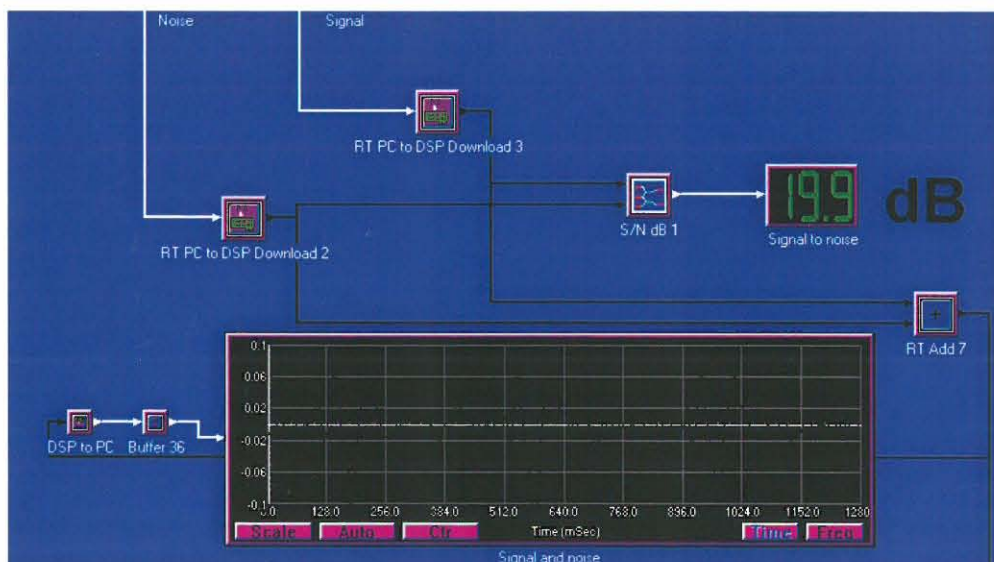 Noise
Signal
RT PC to DSP Download 3
RT PC to DSP Download 2
S/N dB 1
19.9
Signal to noise
dB
RT Add 7
DSP to PC
Buffer 36
0.1
0.06
0.02
-0.02
-0.06
-0.1
0.0 128.0 256.0 384.0 512.0 640.0 768.0 896.0 1024.0 1152.0 1280
Scale Auto Clr Time (mSec) Time Freq
Signal and noise